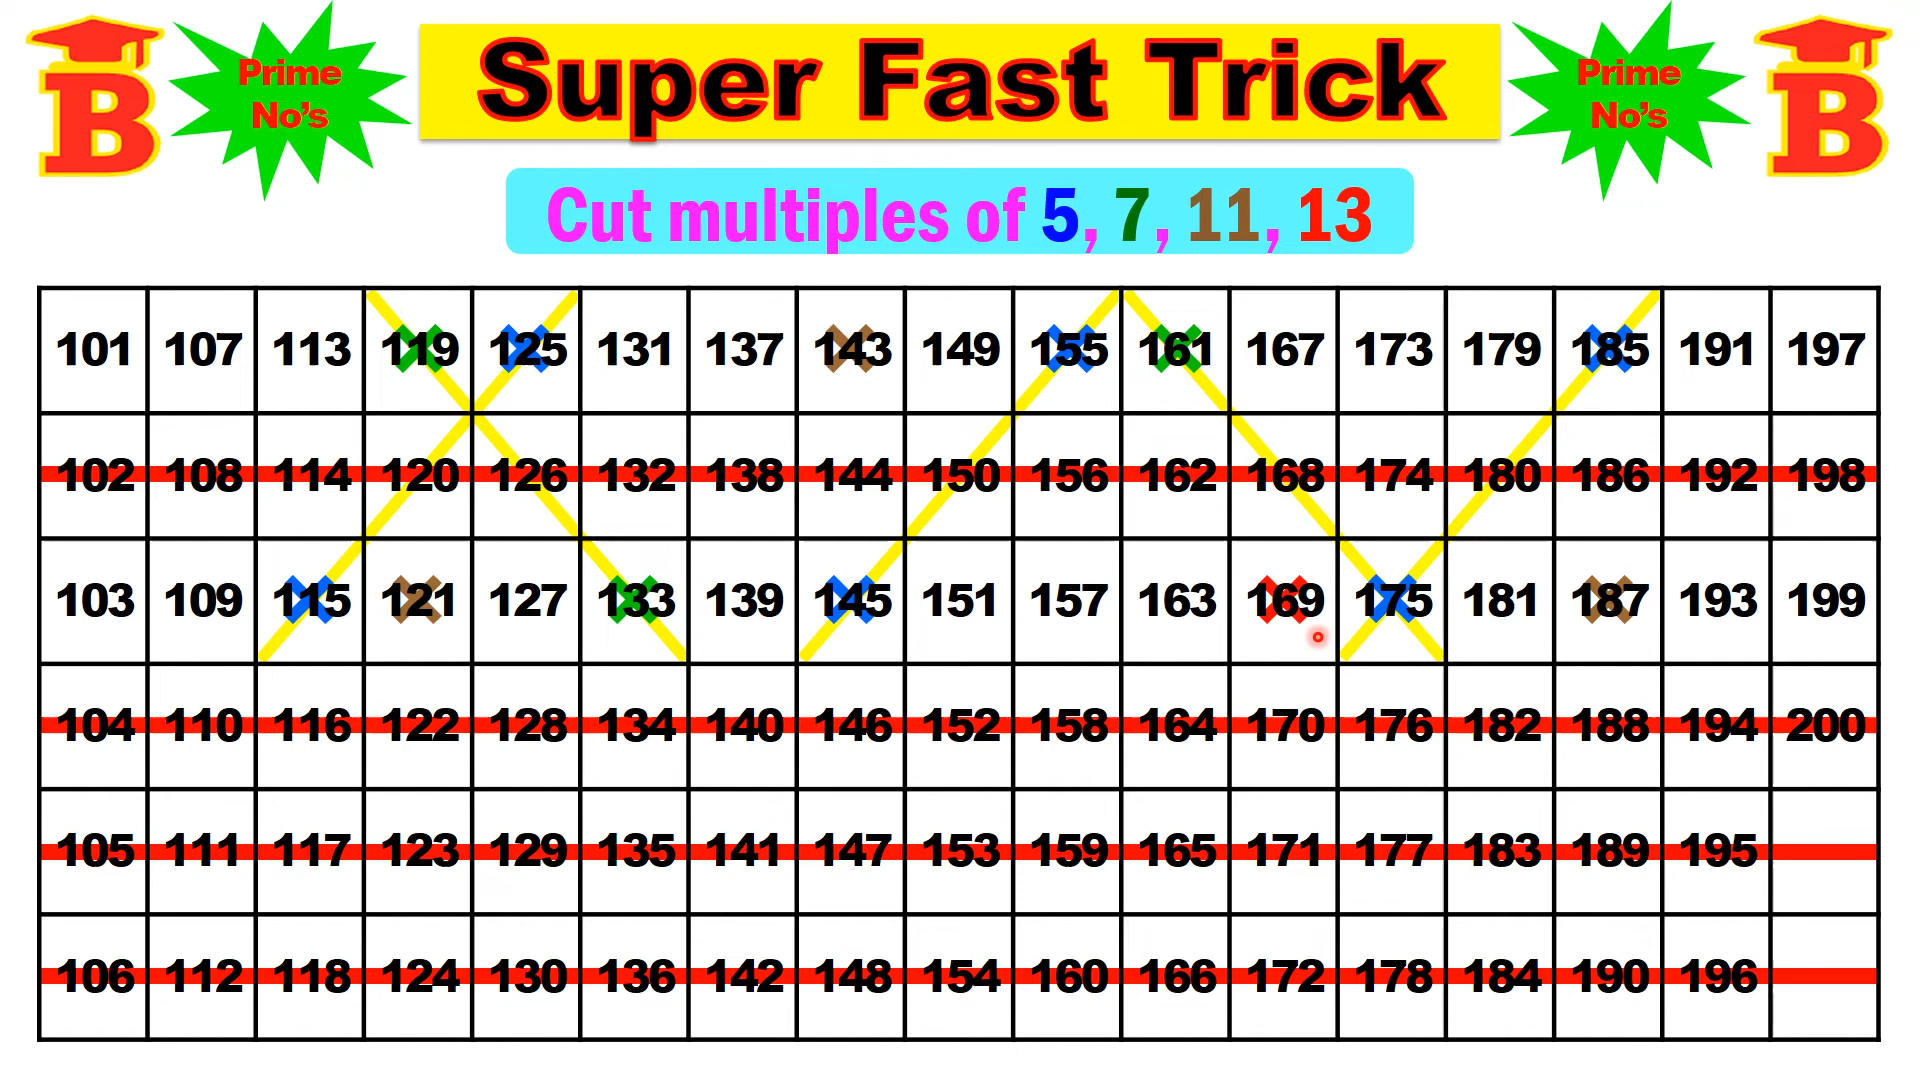 B
Prime
No's
Super Fast Trick
Prime
No's
B
Cut multiples of 5, 7, 11, 13
101 107 113 119 125 131 137 143 149 155 161 167 173 179 185 191 197
102 108 114 120 126 132 138 144 150 156 162 168 174 180 186 192 198
103 109 115 121 127 133 139 145 151 157 163 169 175 181 187 193 199
104 110 116 122 128 134 140 146 152 158 164 170 176 182 188 194 200
105 111 117 123 129 135 141 147 153 159 165 171 177 183 189 195
106 112 118 124 130 136 142 148 154 160 166 172 178 184 190 196